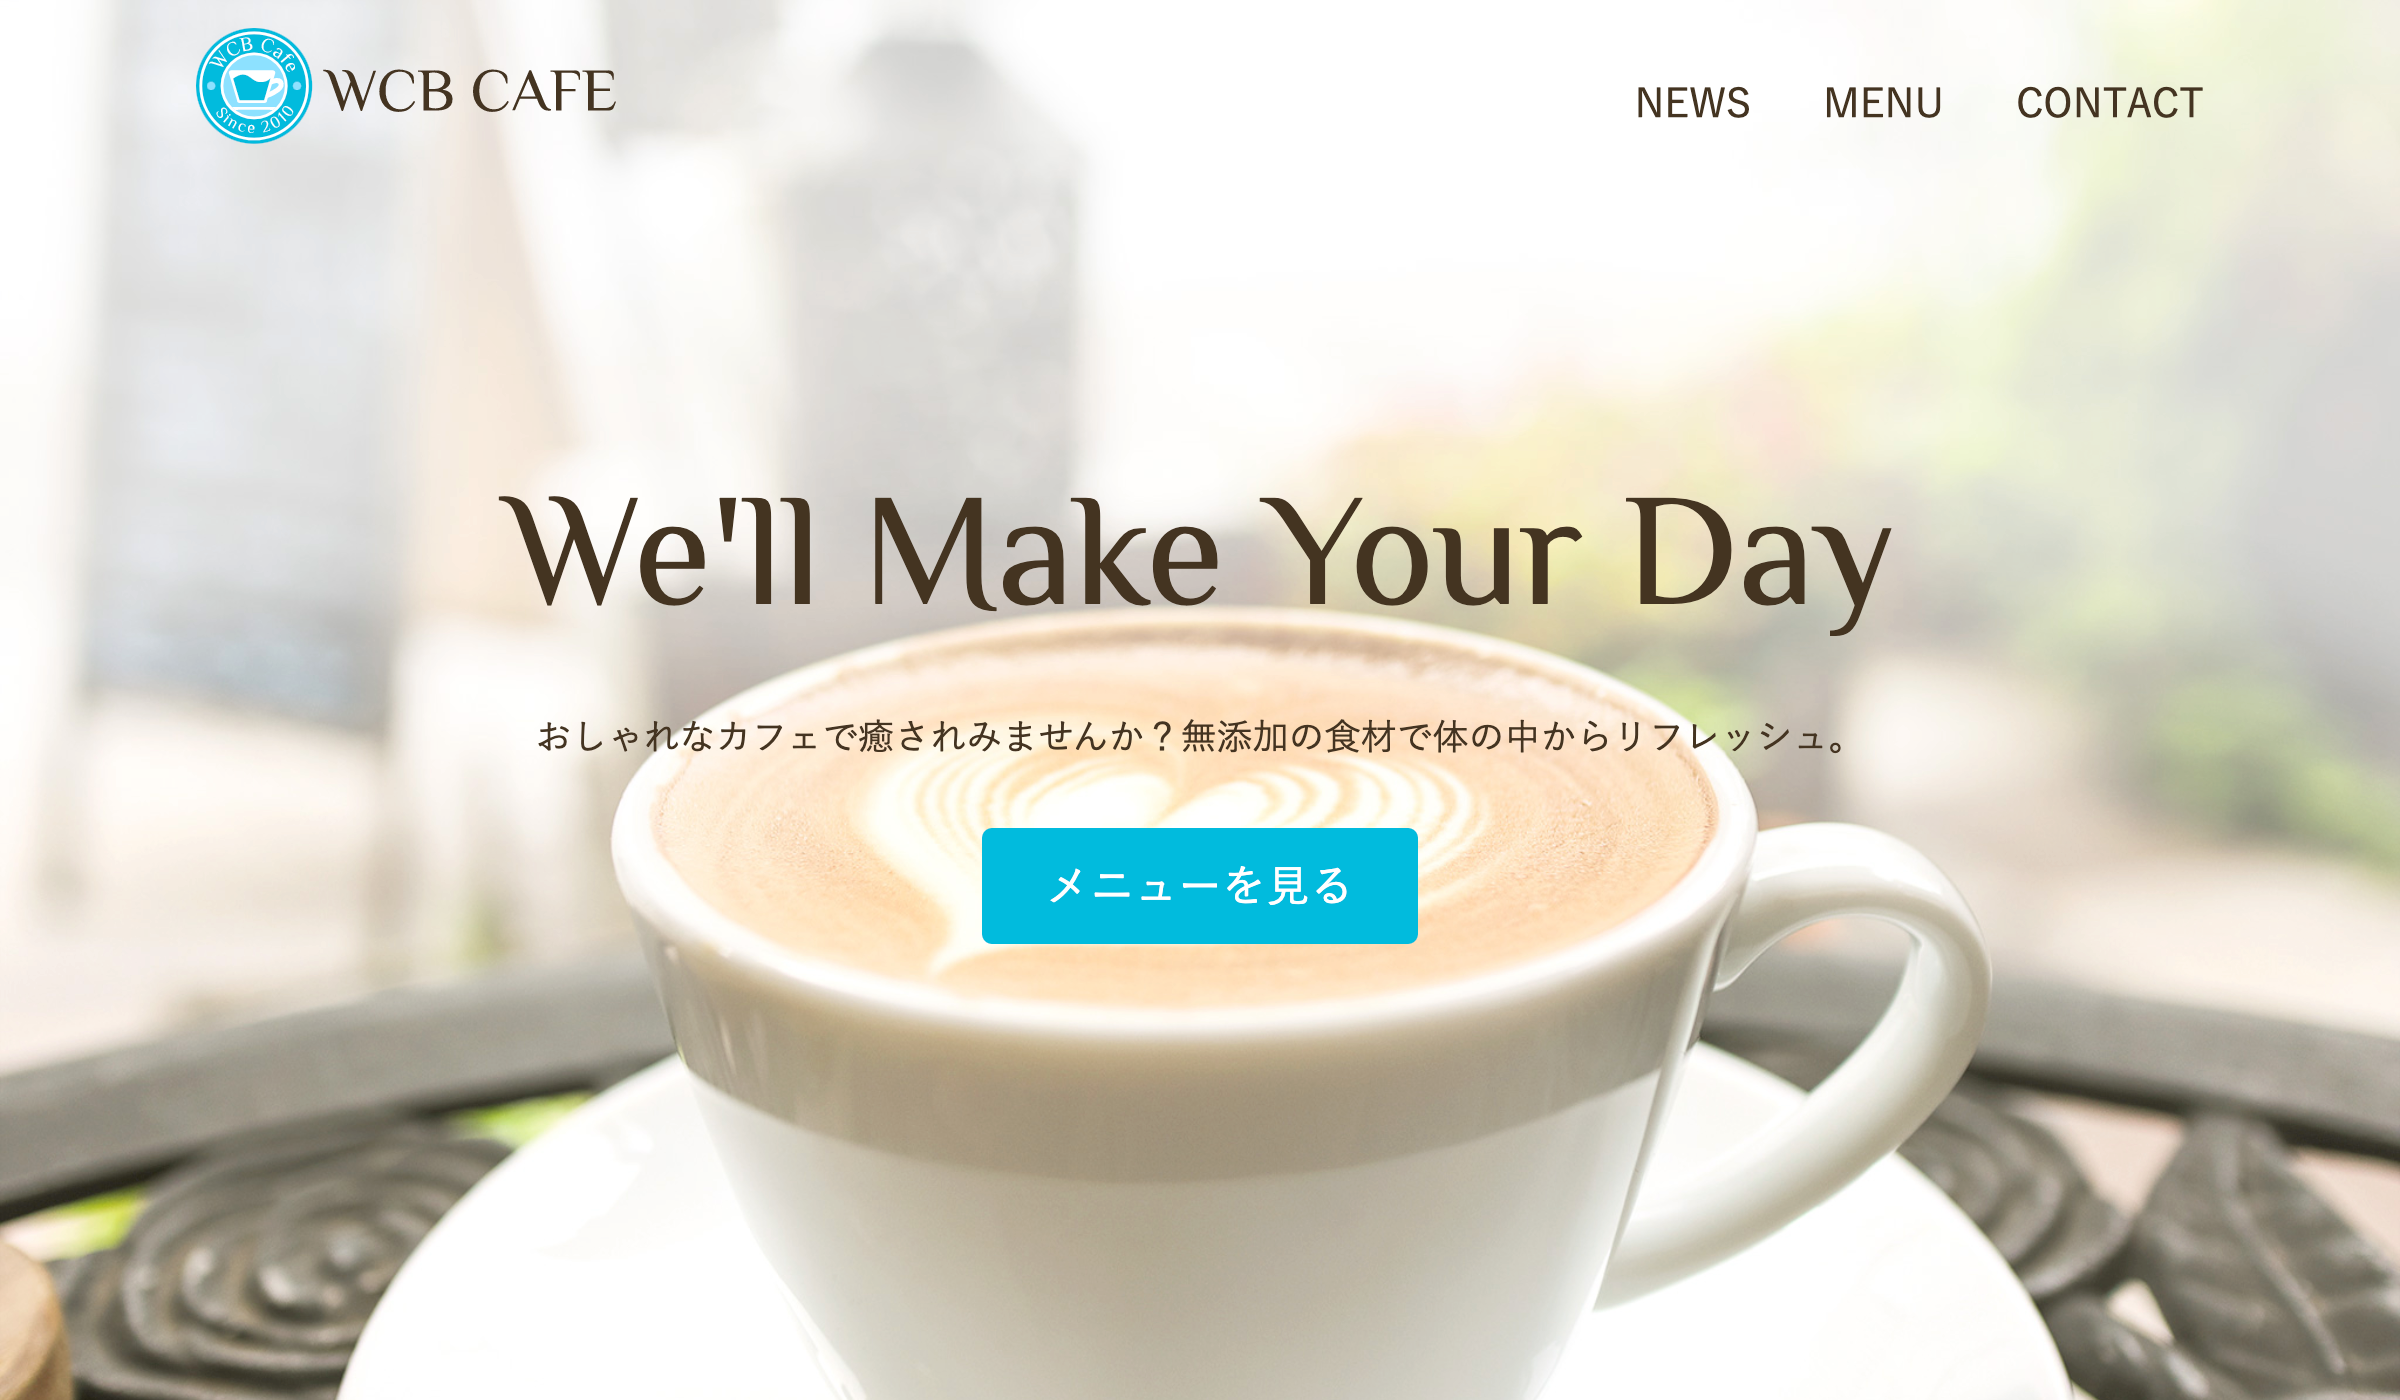 WCB Cafe
Since 2010
WCB CAFE
NEWS MENU CONTACT
We'll Make Your Day
おしゃれなカフェで癒されみませんか？無添加の食材で体の中からリフレッシュ。
メニューを見る